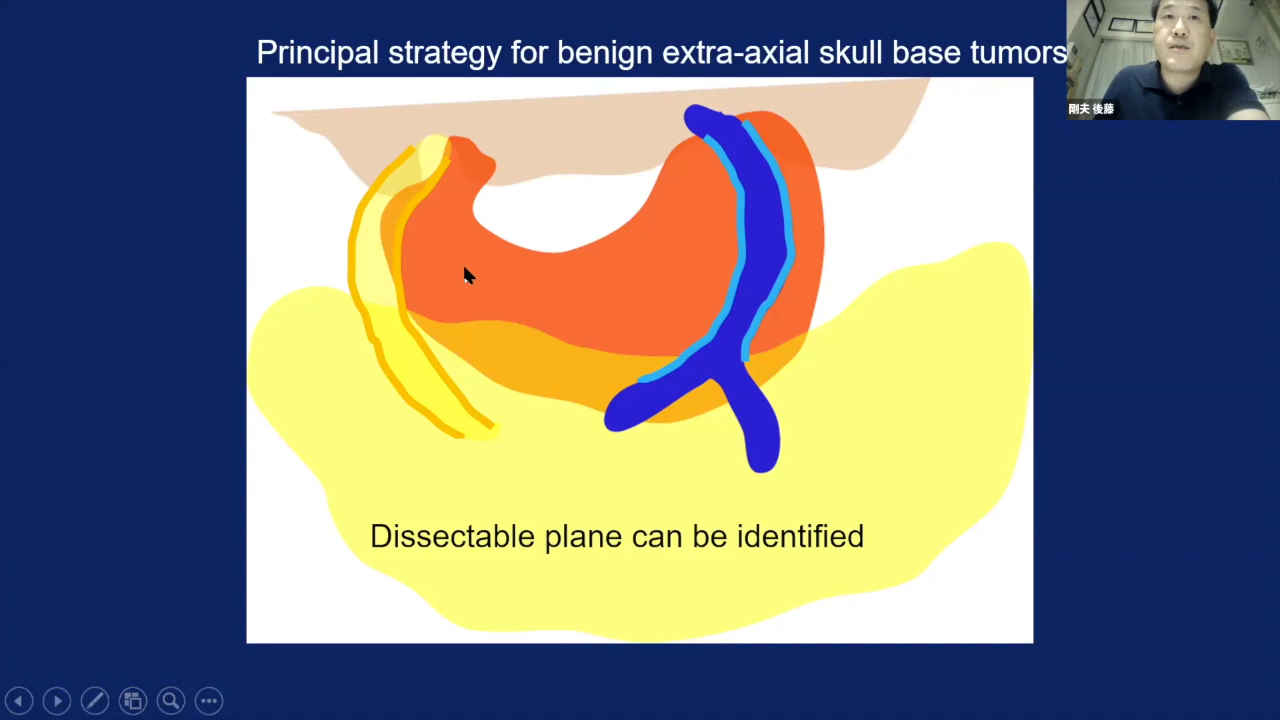 Principal strategy for benign extra-axial skull base tumors
剛夫 後藤
Dissectable plane can be identified